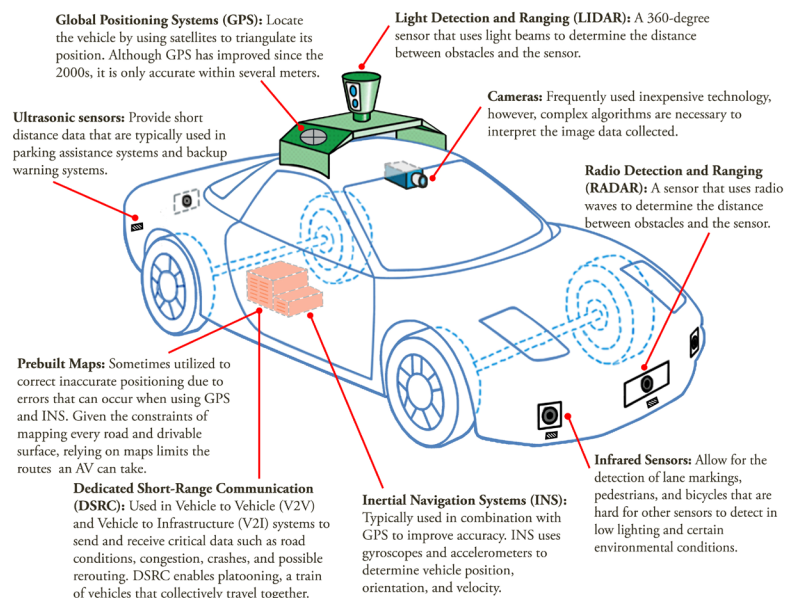 Global Positioning Systems (GPS): Locate
the vehicle by using satellites to triangulate its
position. Although GPS has improved since the
2000s, it is only accurate within several meters.
Light Detection and Ranging (LIDAR): A 360-degree
sensor that uses light beams to determine the distance
between obstacles and the sensor.
Cameras: Frequently used inexpensive technology,
however, complex algorithms are necessary to
interpret the image data collected.
Ultrasonic sensors: Provide short
distance data that are typically used in
parking assistance systems and backup
warning systems.
Radio Detection and Ranging
(RADAR): A sensor that uses radio
waves to determine the distance
between obstacles and the sensor.
Prebuilt Maps: Sometimes utilized to
correct inaccurate positioning due to
errors that can occur when using GPS
and INS. Given the constraints of
mapping every road and drivable
surface, relying on maps limits the
routes an AV can take.
Dedicated Short-Range Communication
(DSRC): Used in Vehicle to Vehicle (V2V)
and Vehicle to Infrastructure (V2I) systems to
send and receive critical data such as road
conditions, congestion, crashes, and possible
rerouting. DSRC enables platooning, a train
of vehicles that collectively travel together.
Inertial Navigation Systems (INS):
Typically used in combination with
GPS to improve accuracy. INS uses
gyroscopes and accelerometers to
determine vehicle position,
orientation, and velocity.
Infrared Sensors: Allow for the
detection of lane markings,
pedestrians, and bicycles that are
hard for other sensors to detect in
low lighting and certain
environmental conditions.